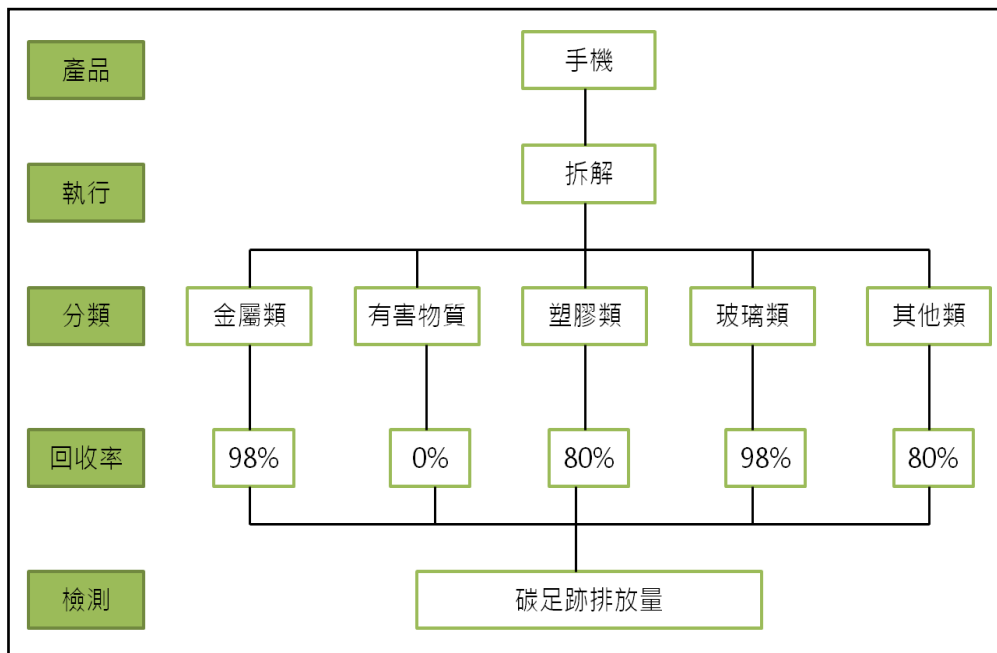 產品
手機
執行
拆解
分類
金屬類
有害物質
塑膠類
玻璃類
其他類
回收率
98%
0%
80%
98%
80%
檢測
碳足跡排放量